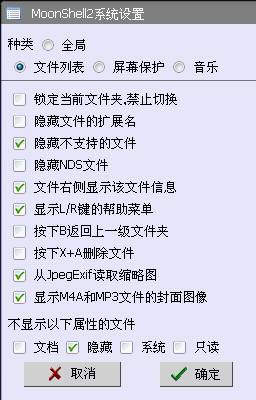 MoonShell2系统设置
种类 全局
文件列表 屏幕保护 音乐
锁定当前文件夹.禁止切换
隐藏文件的扩展名
隐藏不支持的文件
隐藏NDS文件
文件右侧显示该文件信息
显示L/R键的帮助菜单
按下B返回上一级文件夹
按下X+A删除文件
从JpegExif读取缩略图
显示M4A和MP3文件的封面图像
不显示以下属性的文件
文档 隐藏 系统 只读
取消 确定